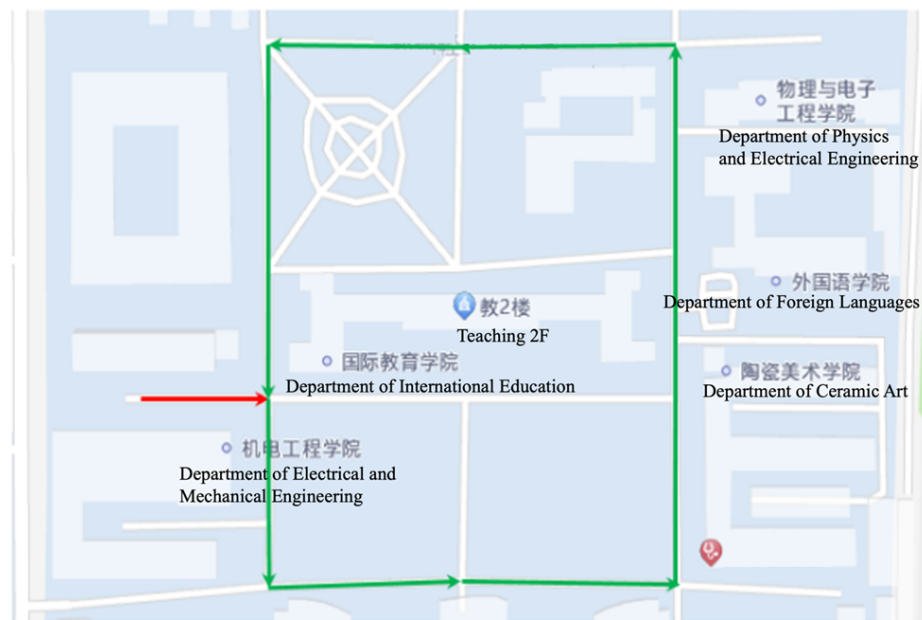 物理与电子
工程学院
Department of Physics
and Electrical Engineering
外国语学院
Department of Foreign Languages
教2楼
Teaching 2F
国际教育学院
Department of International Education
陶瓷美术学院
Department of Ceramic Art
机电工程学院
Department of Electrical and
Mechanical Engineering